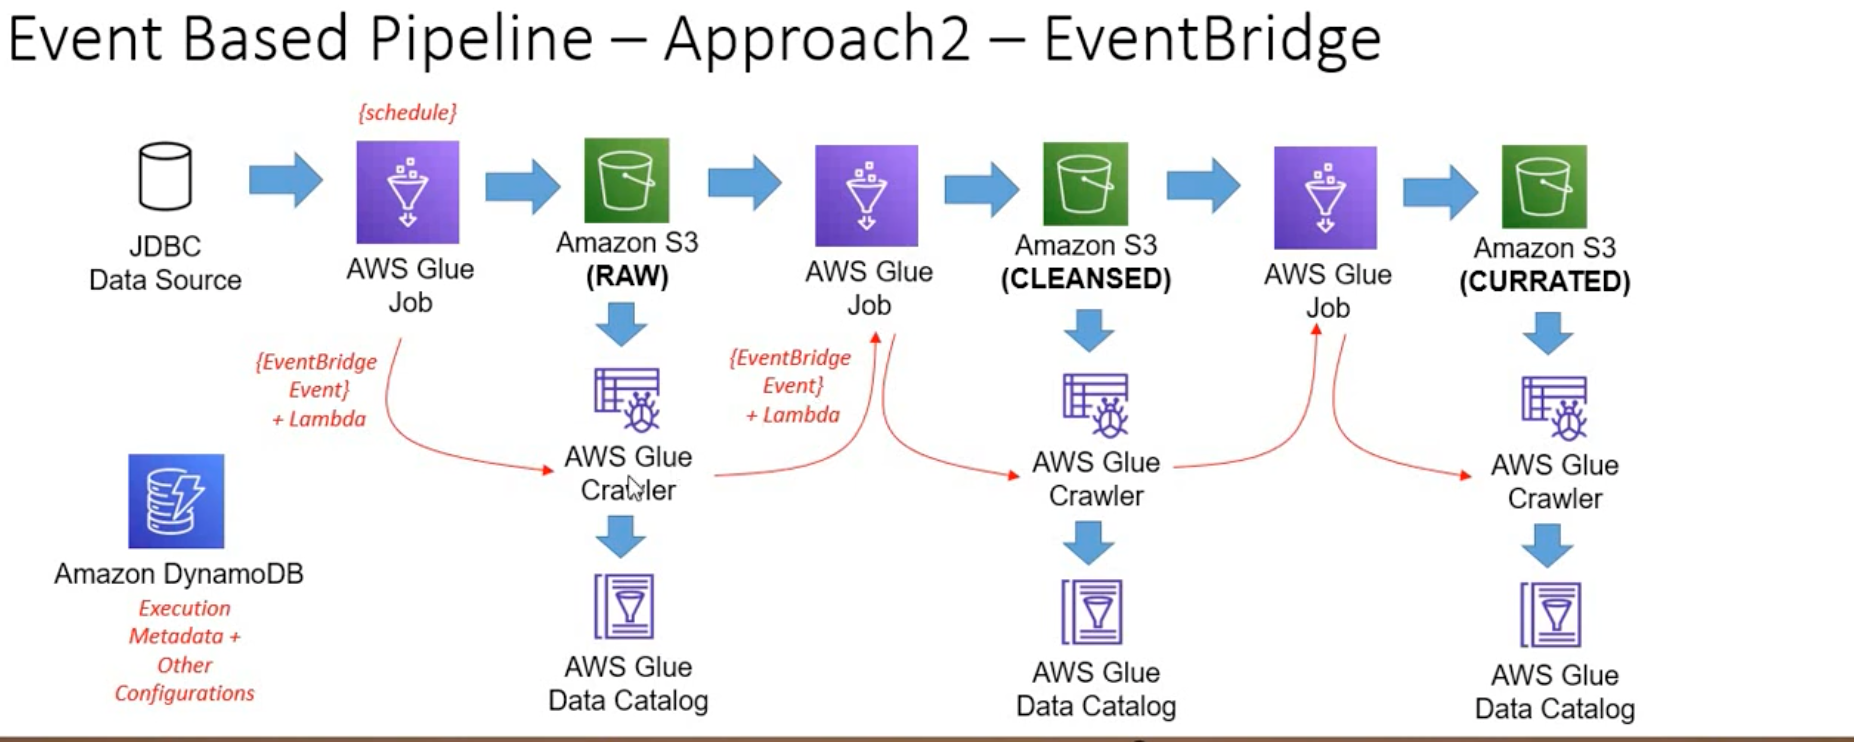 Event Based Pipeline – Approach2 – EventBridge
{schedule}
JDBC
Data Source
AWS Glue
Job
Amazon S3
(RAW)
AWS Glue
Job
Amazon S3
(CLEANSED)
AWS Glue
Job
Amazon S3
(CURRATED)
{EventBridge
Event}
+ Lambda
{EventBridge
Event}
+ Lambda
AWS Glue
Crawler
AWS Glue
Crawler
AWS Glue
Crawler
Amazon DynamoDB
Execution
Metadata +
Other
Configurations
AWS Glue
Data Catalog
AWS Glue
Data Catalog
AWS Glue
Data Catalog